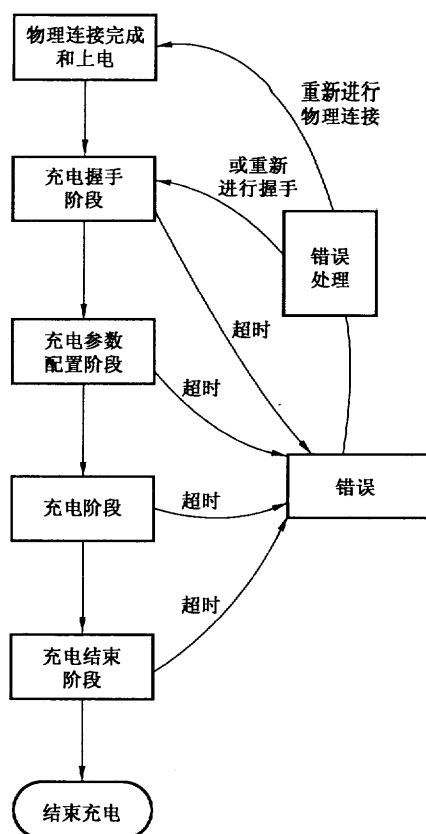 物理连接完成
和上电
重新进行
物理连接
充电握手
阶段
或重新
进行握手
错误
处理
超时
充电参数
配置阶段
超时
错误
充电阶段
超时
超时
充电结束
阶段
结束充电